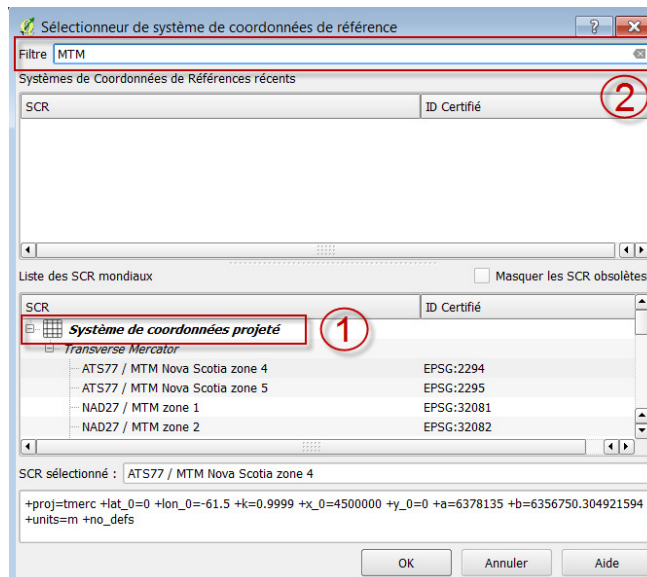 Sélectionneur de système de coordonnées de référence
Filtre MTM
Systèmes de Coordonnées de Références récents
2
SCR ID Certifié
Liste des SCR mondiaux Masquer les SCR obsolètes
SCR ID Certifié
Système de coordonnées projeté 1
Transverse Mercator
ATS77 / MTM Nova Scotia zone 4 EPSG:2294
ATS77 / MTM Nova Scotia zone 5 EPSG:2295
NAD27 / MTM zone 1 EPSG:32081
NAD27 / MTM zone 2 EPSG:32082
SCR sélectionné : ATS77 / MTM Nova Scotia zone 4
+proj=tmerc +lat_0=0 +lon_0=-61.5 +k=0.9999 +x_0=4500000 +y_0=0 +a=6378135 +b=6356750.304921594
+units=m +no_defs
OK Annuler Aide